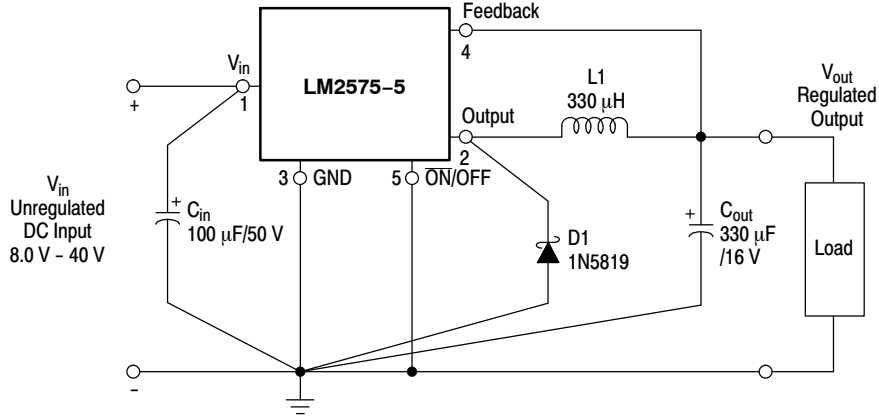 Feedback
4
V_in
+
1
LM2575–5
L1
330 µH
V_out
Regulated
Output
Output
2
3
GND
5
O̅N̅/OFF
V_in
Unregulated
DC Input
8.0 V – 40 V
+
C_in
100 µF/50 V
D1
1N5819
+
C_out
330 µF
/16 V
Load
–